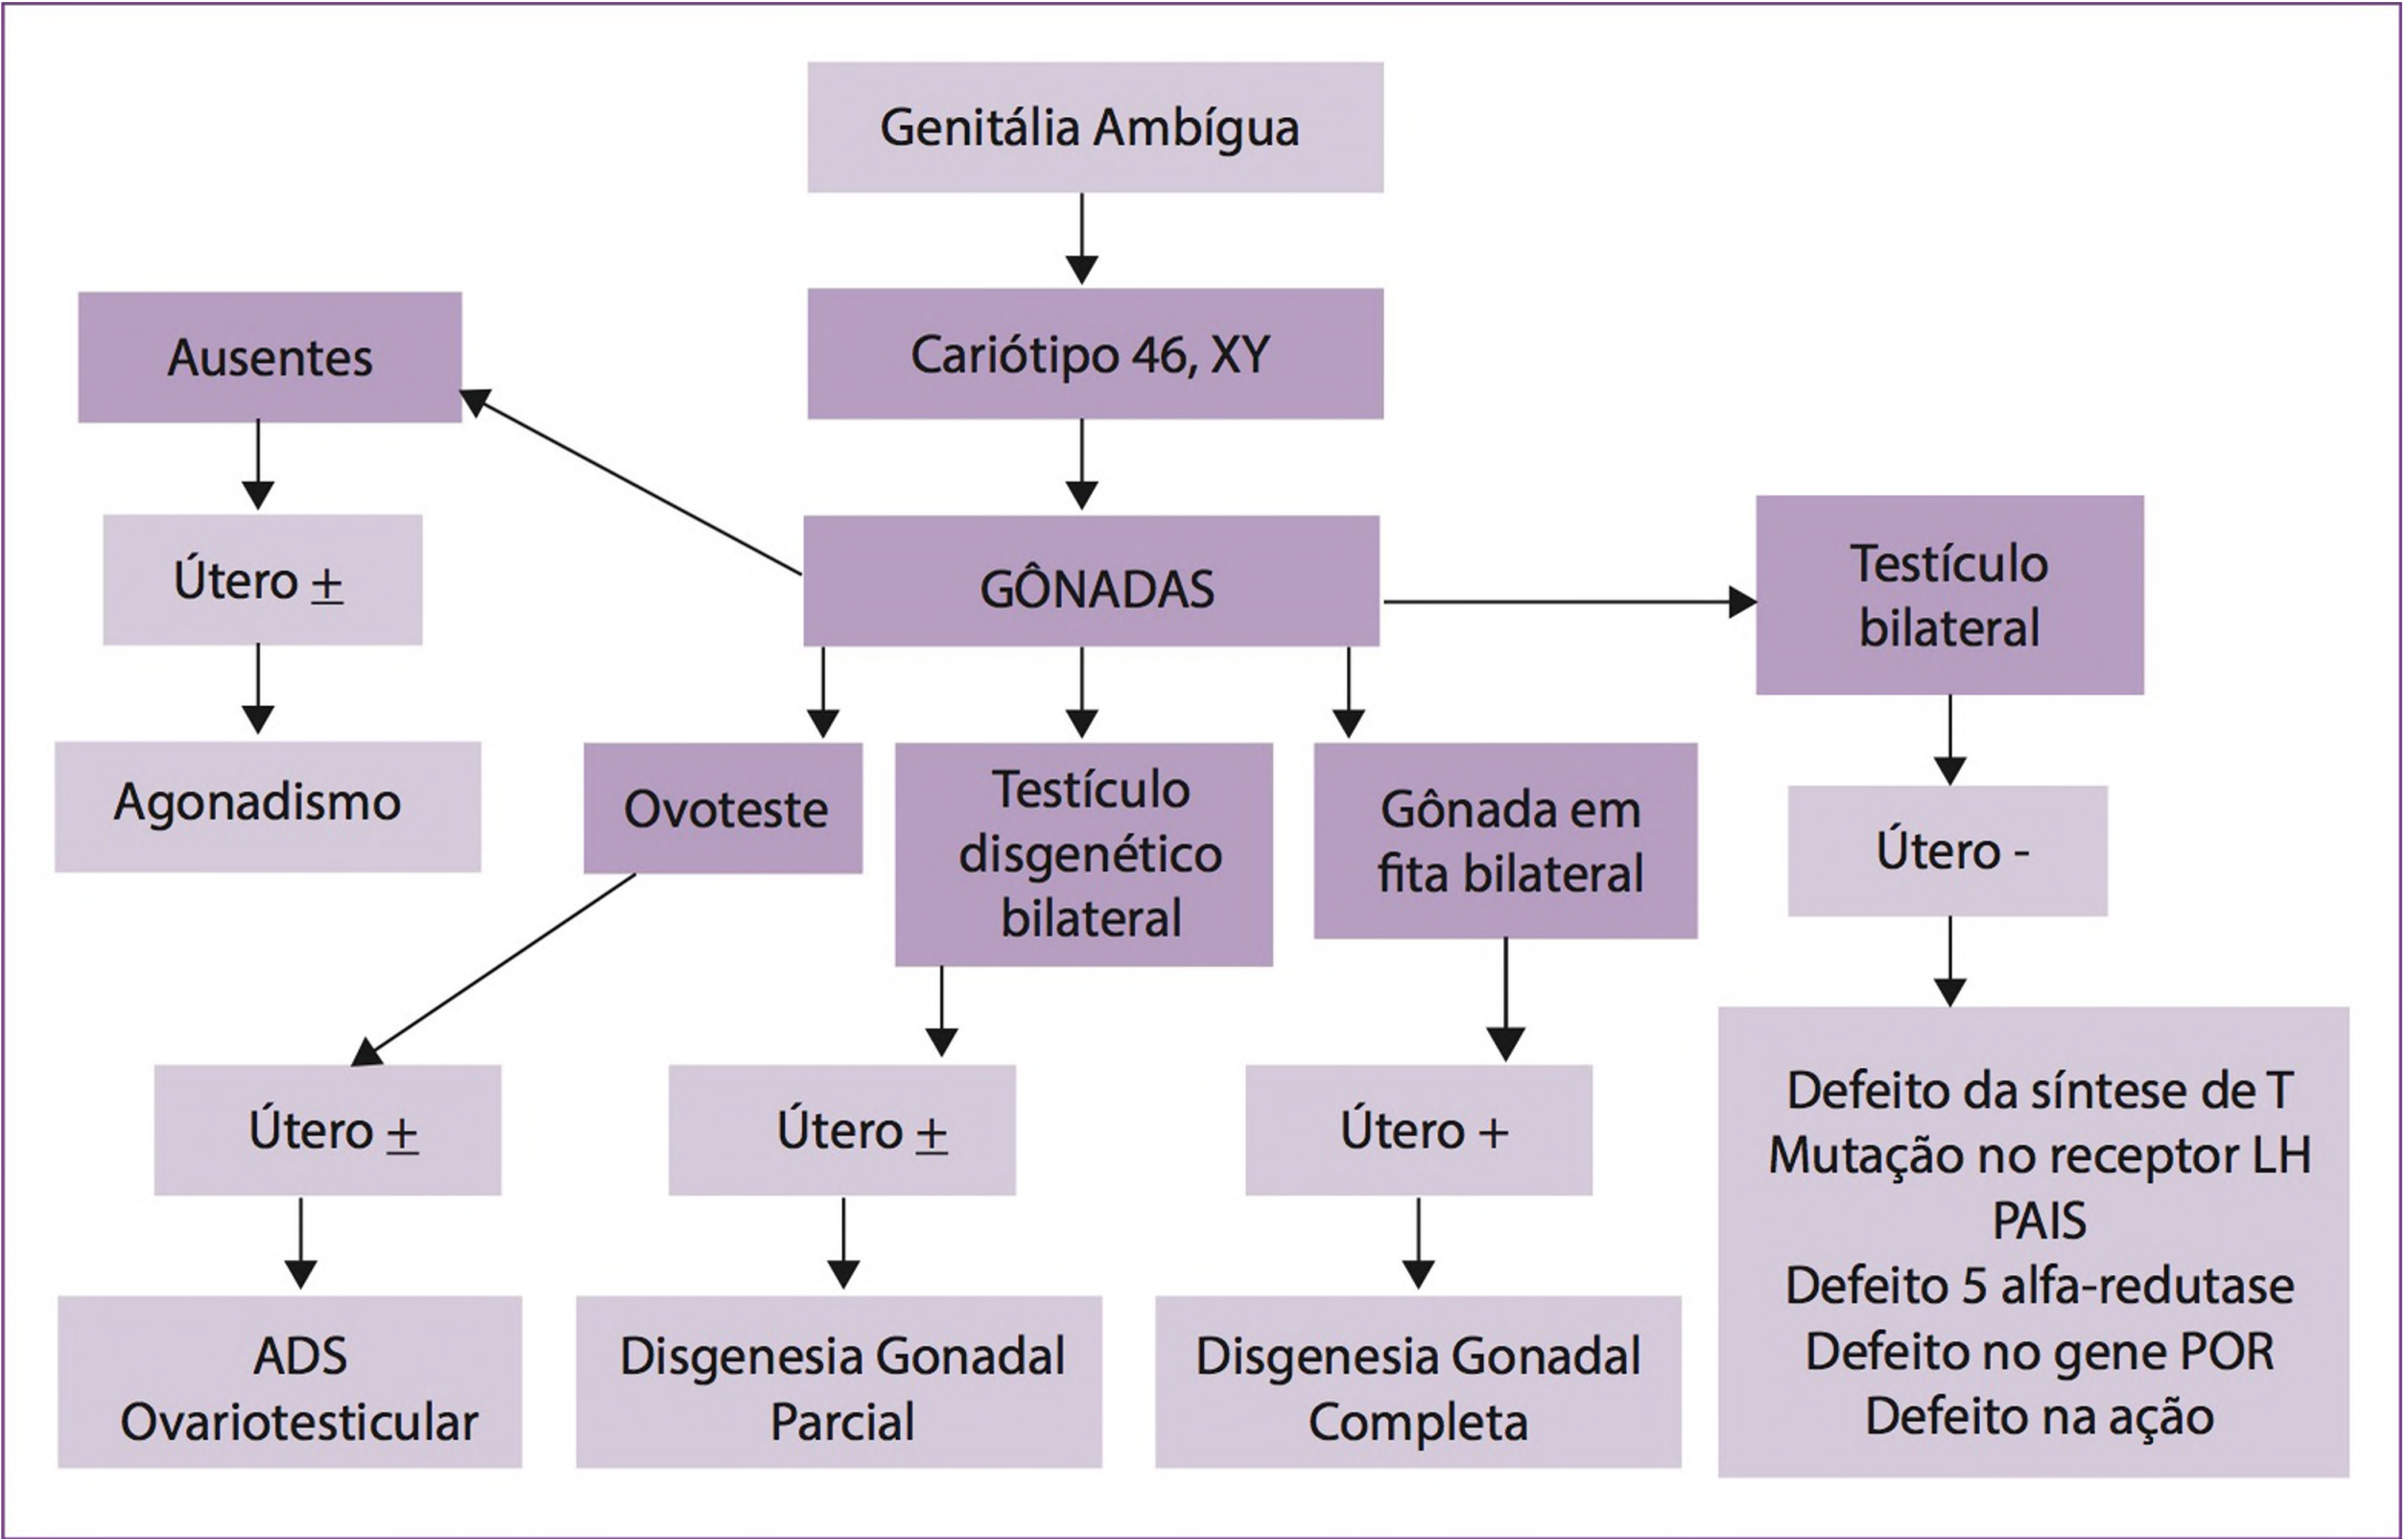 Genitália Ambígua
Ausentes
Cariótipo 46, XY
Útero ±
GÔNADAS
Testículo
bilateral
Agonadismo
Ovoteste
Testículo
disgenético
bilateral
Gônada em
fita bilateral
Útero -
Útero ±
Útero ±
Útero +
Defeito da síntese de T
Mutação no receptor LH
PAIS
Defeito 5 alfa-redutase
Defeito no gene POR
Defeito na ação
ADS
Ovariotesticular
Disgenesia Gonadal
Parcial
Disgenesia Gonadal
Completa